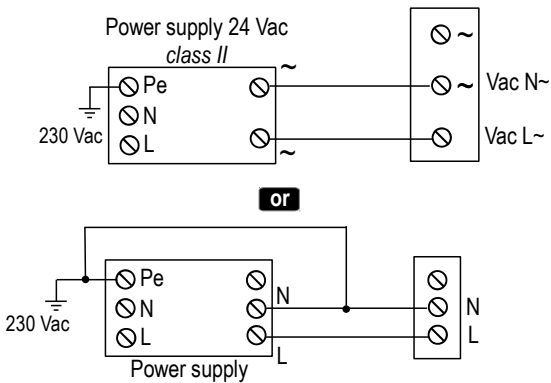 Power supply 24 Vac
class II
~
~
Pe
Vac N~
N
~
230 Vac
L
Vac L~
~
or
Pe
N
N
N
230 Vac
L
L
L
Power supply